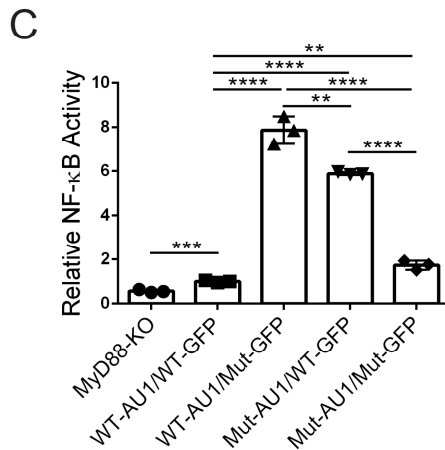 C
**
****
**** ****
**
****
***
Relative NF-κB Activity
10
8
6
4
2
0
MyD88-KO
WT-AU1/WT-GFP
WT-AU1/Mut-GFP
Mut-AU1/WT-GFP
Mut-AU1/Mut-GFP